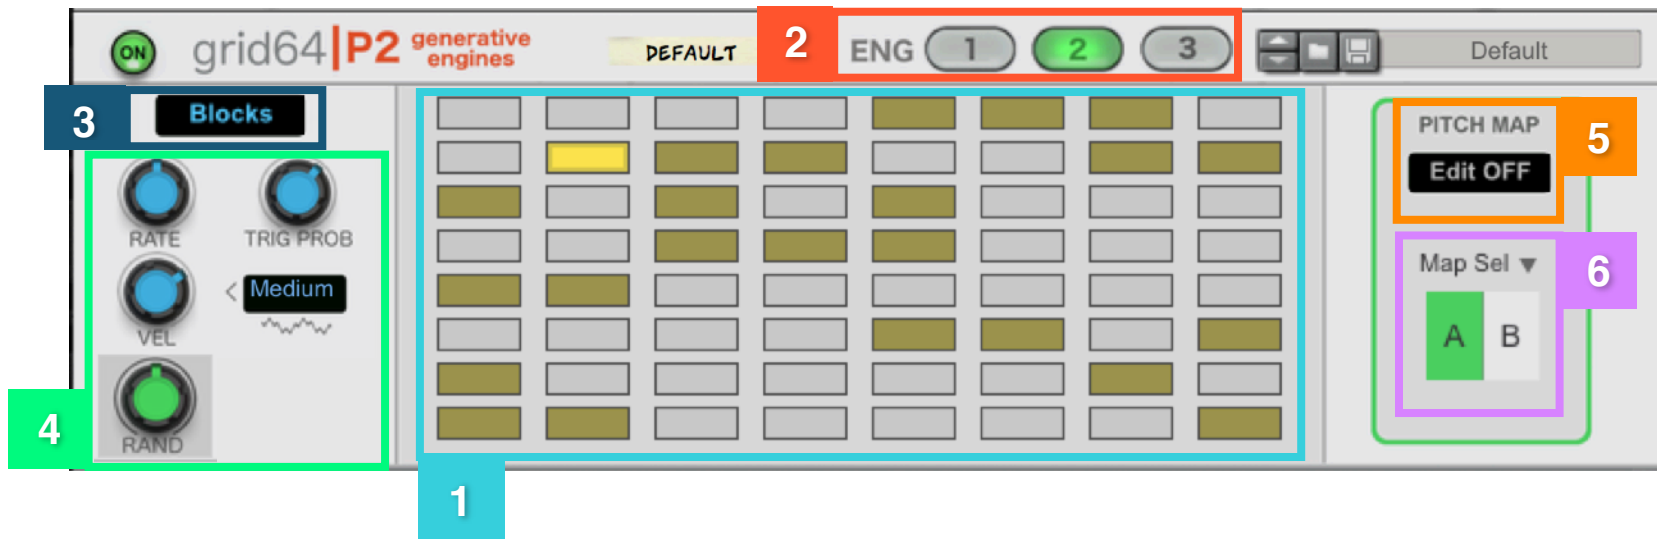 ON
grid64|P2 generative engines
DEFAULT
2
ENG 1 2 3
Default
3
Blocks
RATE
TRIG PROB
VEL
< Medium
RAND
4
1
PITCH MAP
Edit OFF
5
Map Sel ▼
A B
6